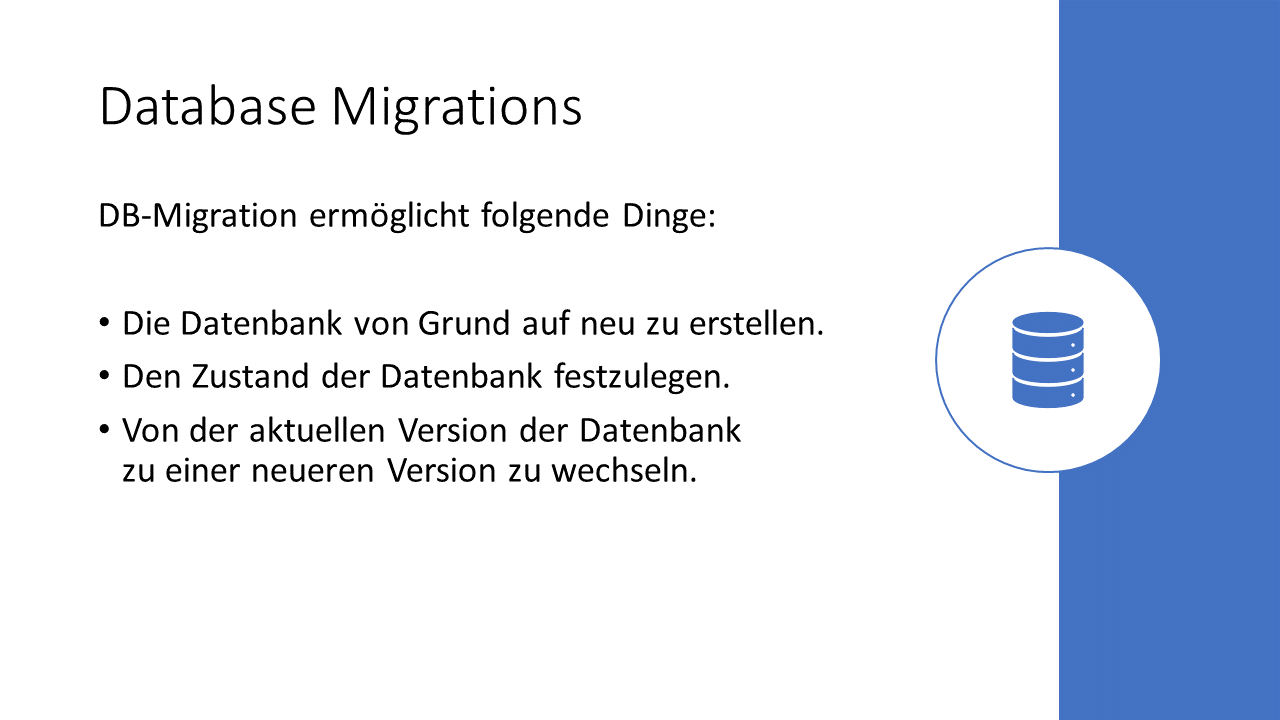 Database Migrations
DB-Migration ermöglicht folgende Dinge:
• Die Datenbank von Grund auf neu zu erstellen.
• Den Zustand der Datenbank festzulegen.
• Von der aktuellen Version der Datenbank
zu einer neueren Version zu wechseln.